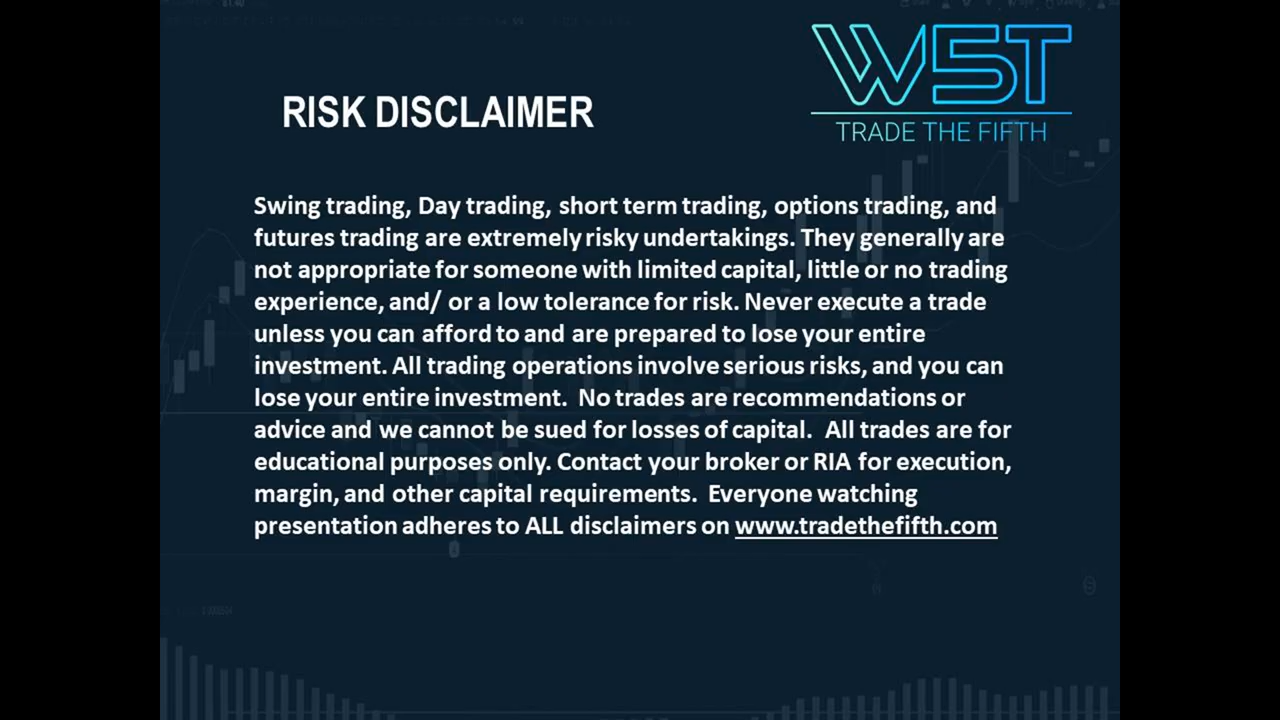 W5T
TRADE THE FIFTH
RISK DISCLAIMER
Swing trading, Day trading, short term trading, options trading, and
futures trading are extremely risky undertakings. They generally are
not appropriate for someone with limited capital, little or no trading
experience, and/ or a low tolerance for risk. Never execute a trade
unless you can afford to and are prepared to lose your entire
investment. All trading operations involve serious risks, and you can
lose your entire investment.  No trades are recommendations or
advice and we cannot be sued for losses of capital.  All trades are for
educational purposes only. Contact your broker or RIA for execution,
margin, and other capital requirements.  Everyone watching
presentation adheres to ALL disclaimers on www.tradethefifth.com